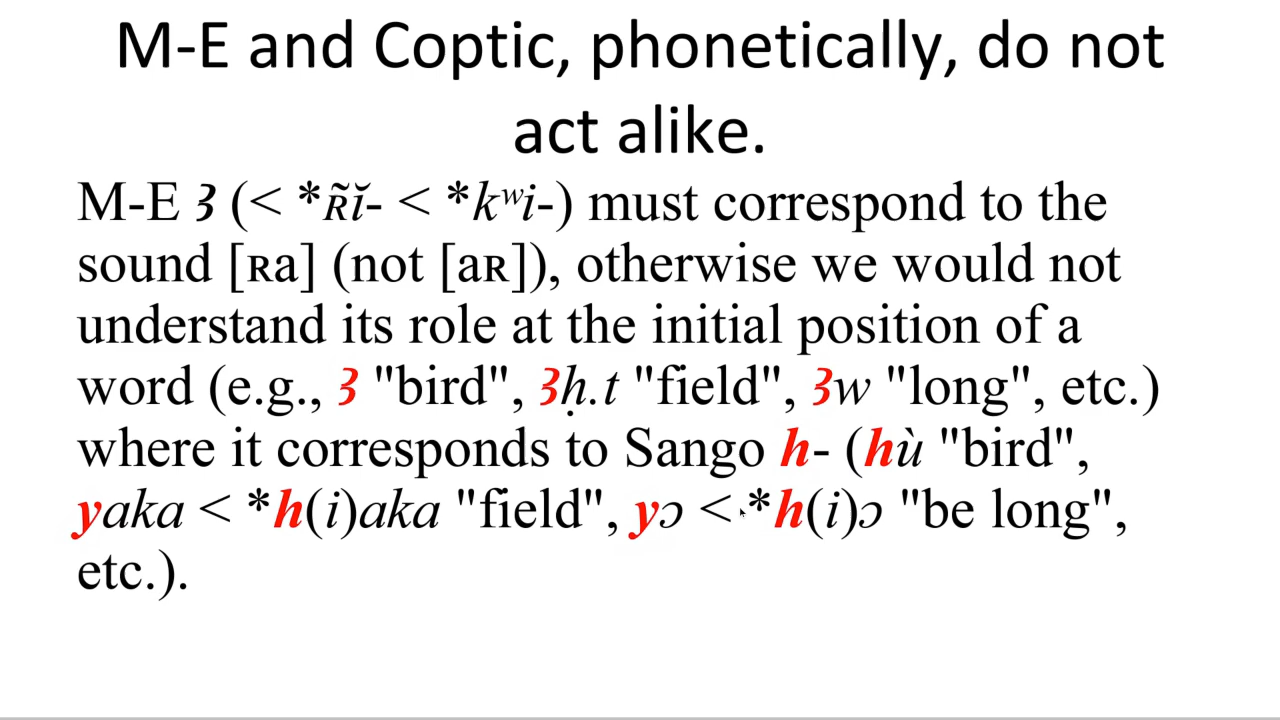 M-E and Coptic, phonetically, do not
act alike.
M-E ꜣ (< *ʀ̃ĭ- < *kʷi-) must correspond to the
sound [ʀa] (not [aʀ]), otherwise we would not
understand its role at the initial position of a
word (e.g., ꜣ "bird", ꜣḥ.t "field", ꜣw "long", etc.)
where it corresponds to Sango h- (hù "bird",
yaka < *h(i)aka "field", yɔ < *h(i)ɔ "be long",
etc.).